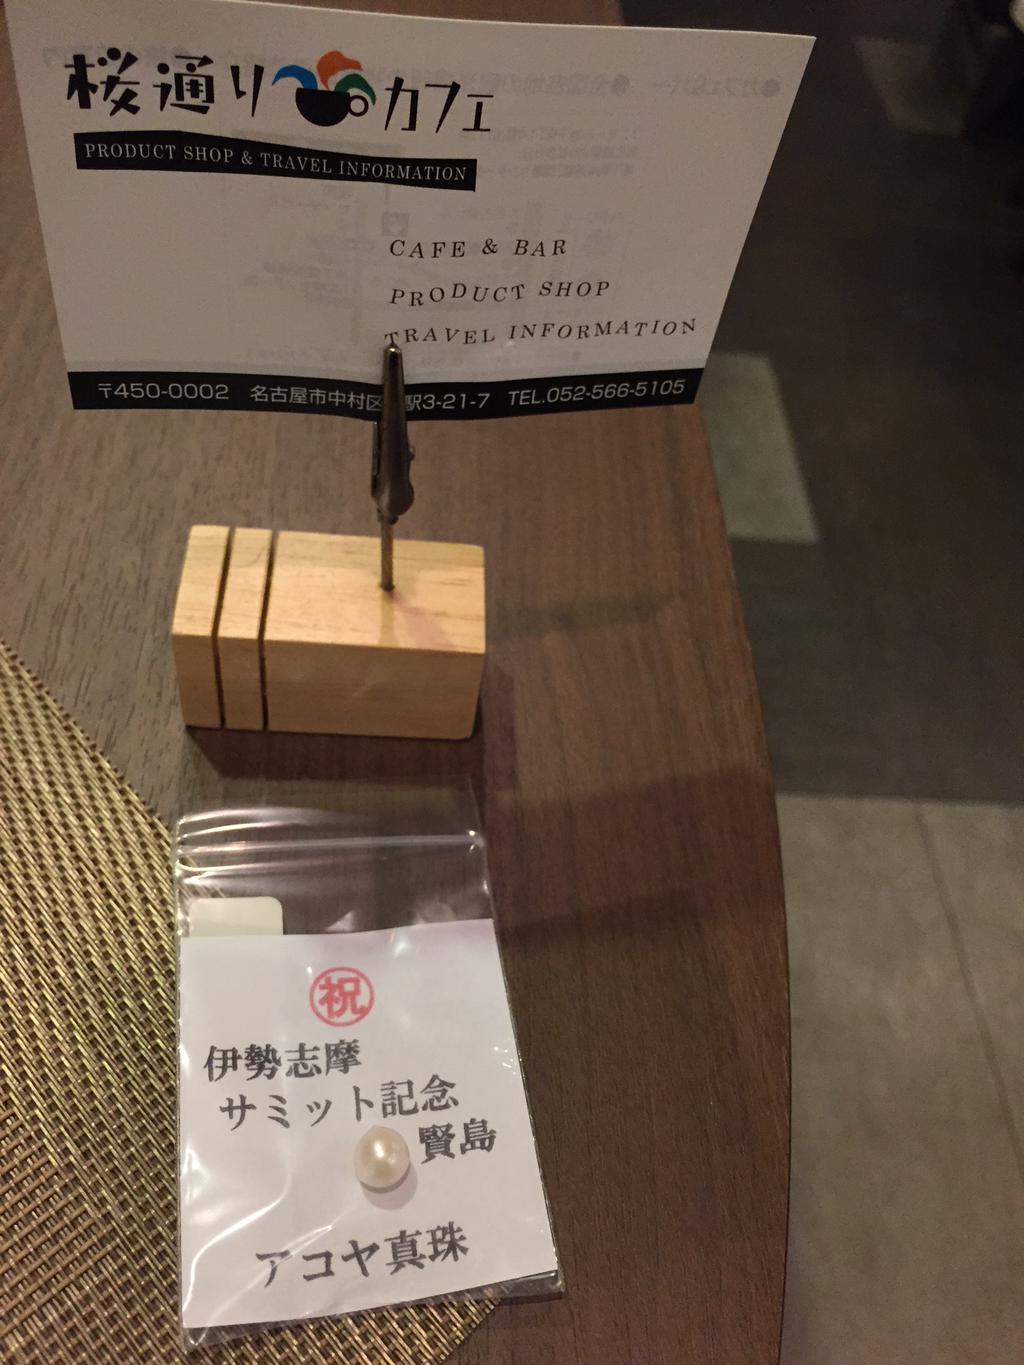 桜通りカフェ
PRODUCT SHOP & TRAVEL INFORMATION
CAFE & BAR
PRODUCT SHOP
TRAVEL INFORMATION
〒450-0002 名古屋市中村区 駅3-21-7 TEL.052-566-5105
祝
伊勢志摩
サミット記念
賢島
アコヤ真珠